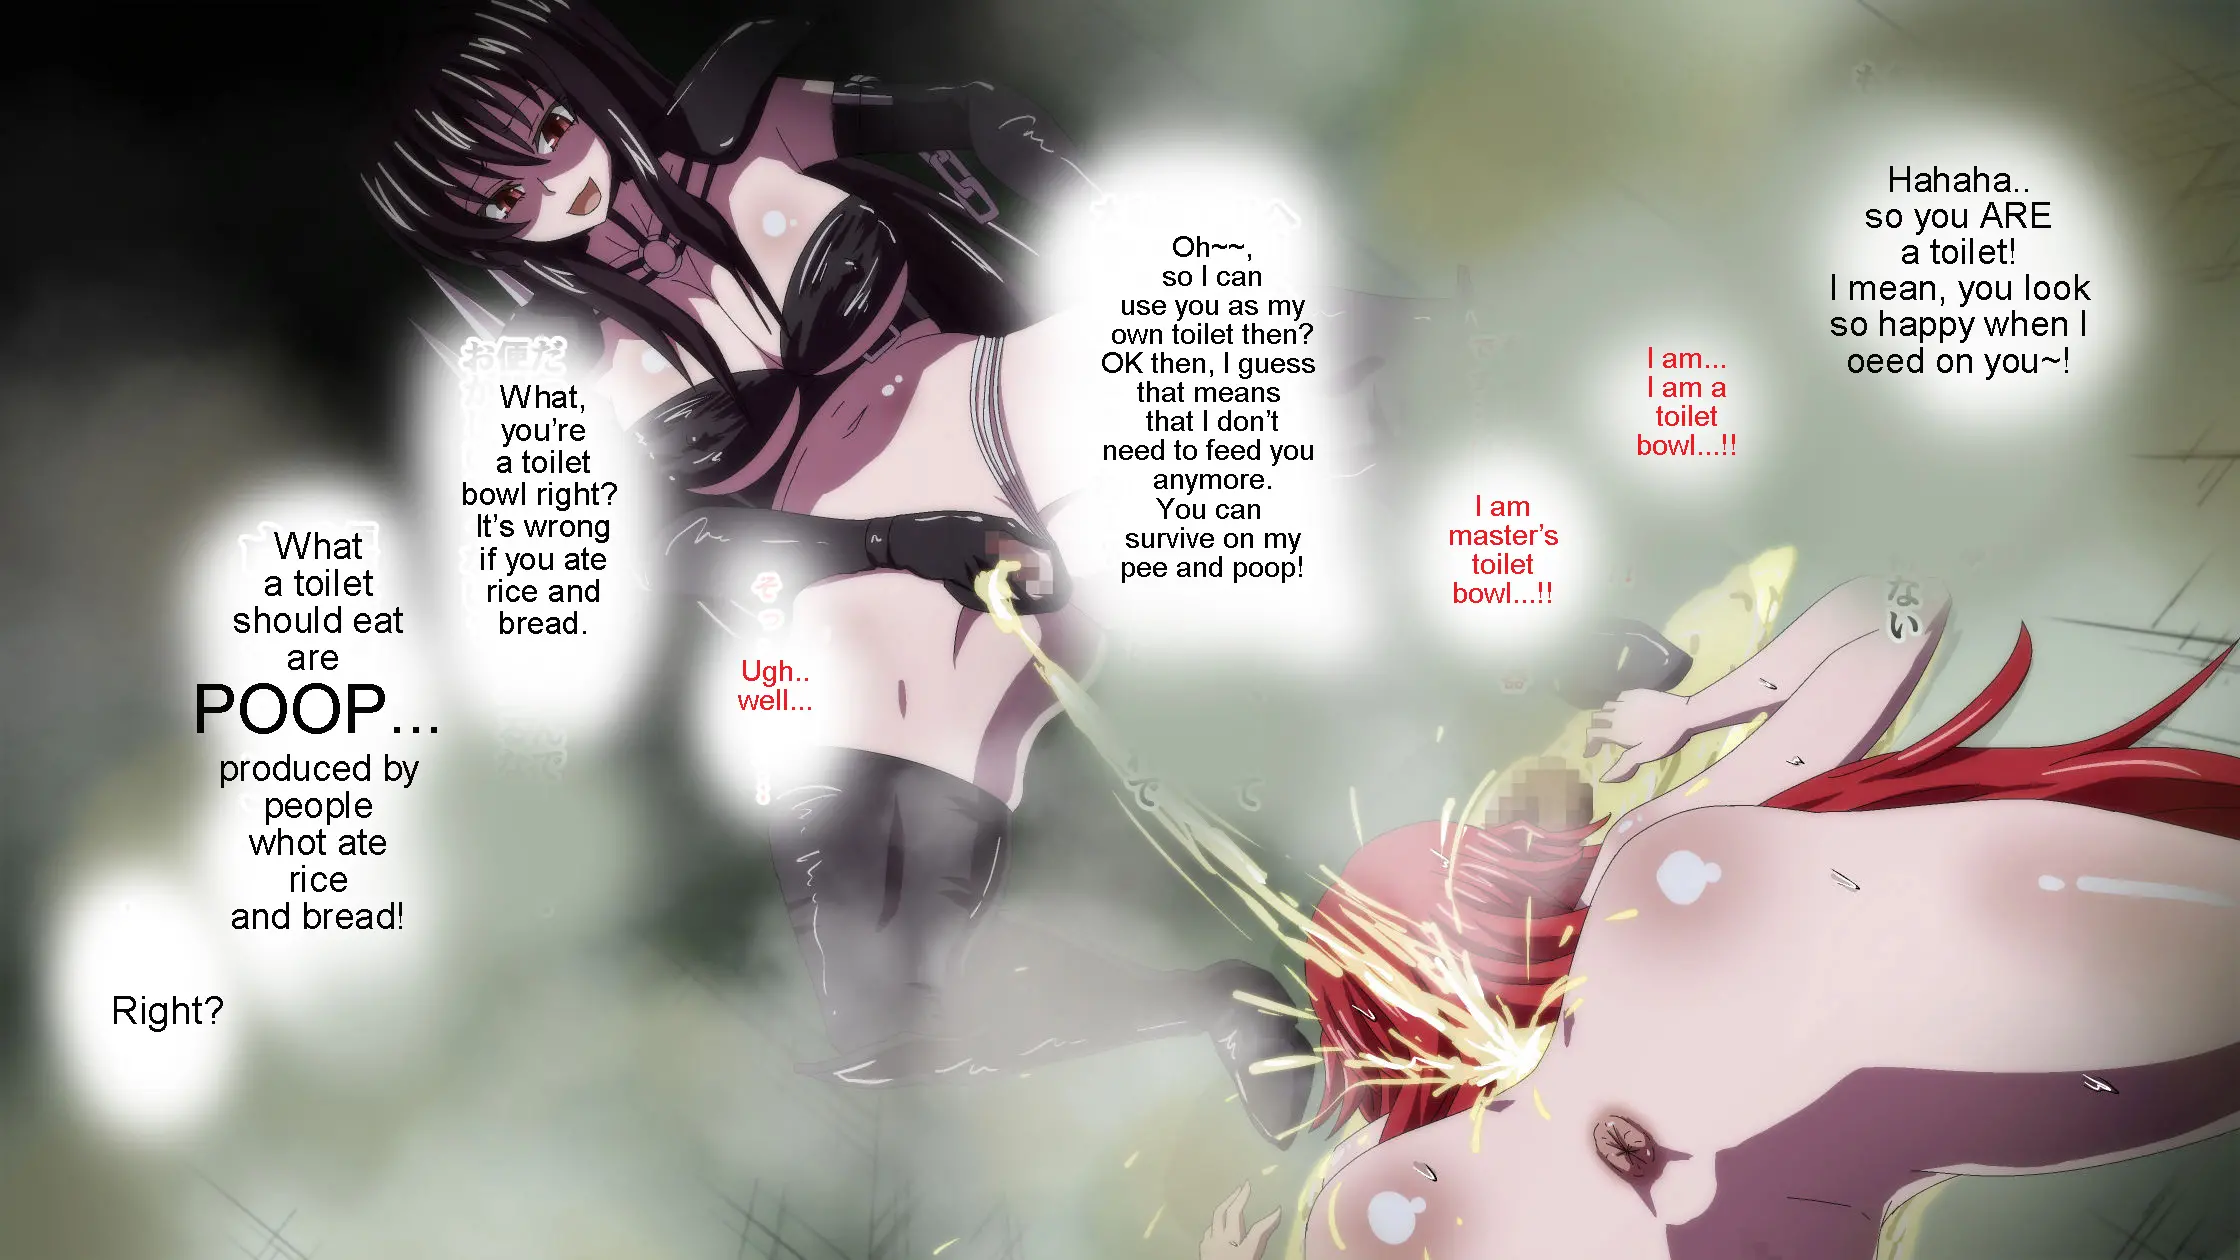 Hahaha..
so you ARE
a toilet!
I mean, you look
so happy when I
oeed on you~!
I am...
I am a
toilet
bowl...!!
I am
master's
toilet
bowl...!!
Oh~~,
so I can
use you as my
own toilet then?
OK then, I guess
that means
that I don't
need to feed you
anymore.
You can
survive on my
pee and poop!
Ugh..
well...
What,
you're
a toilet
bowl right?
It's wrong
if you ate
rice and
bread.
What
a toilet
should eat
are
POOP...
produced by
people
whot ate
rice
and bread!
Right?
お便だ
ない